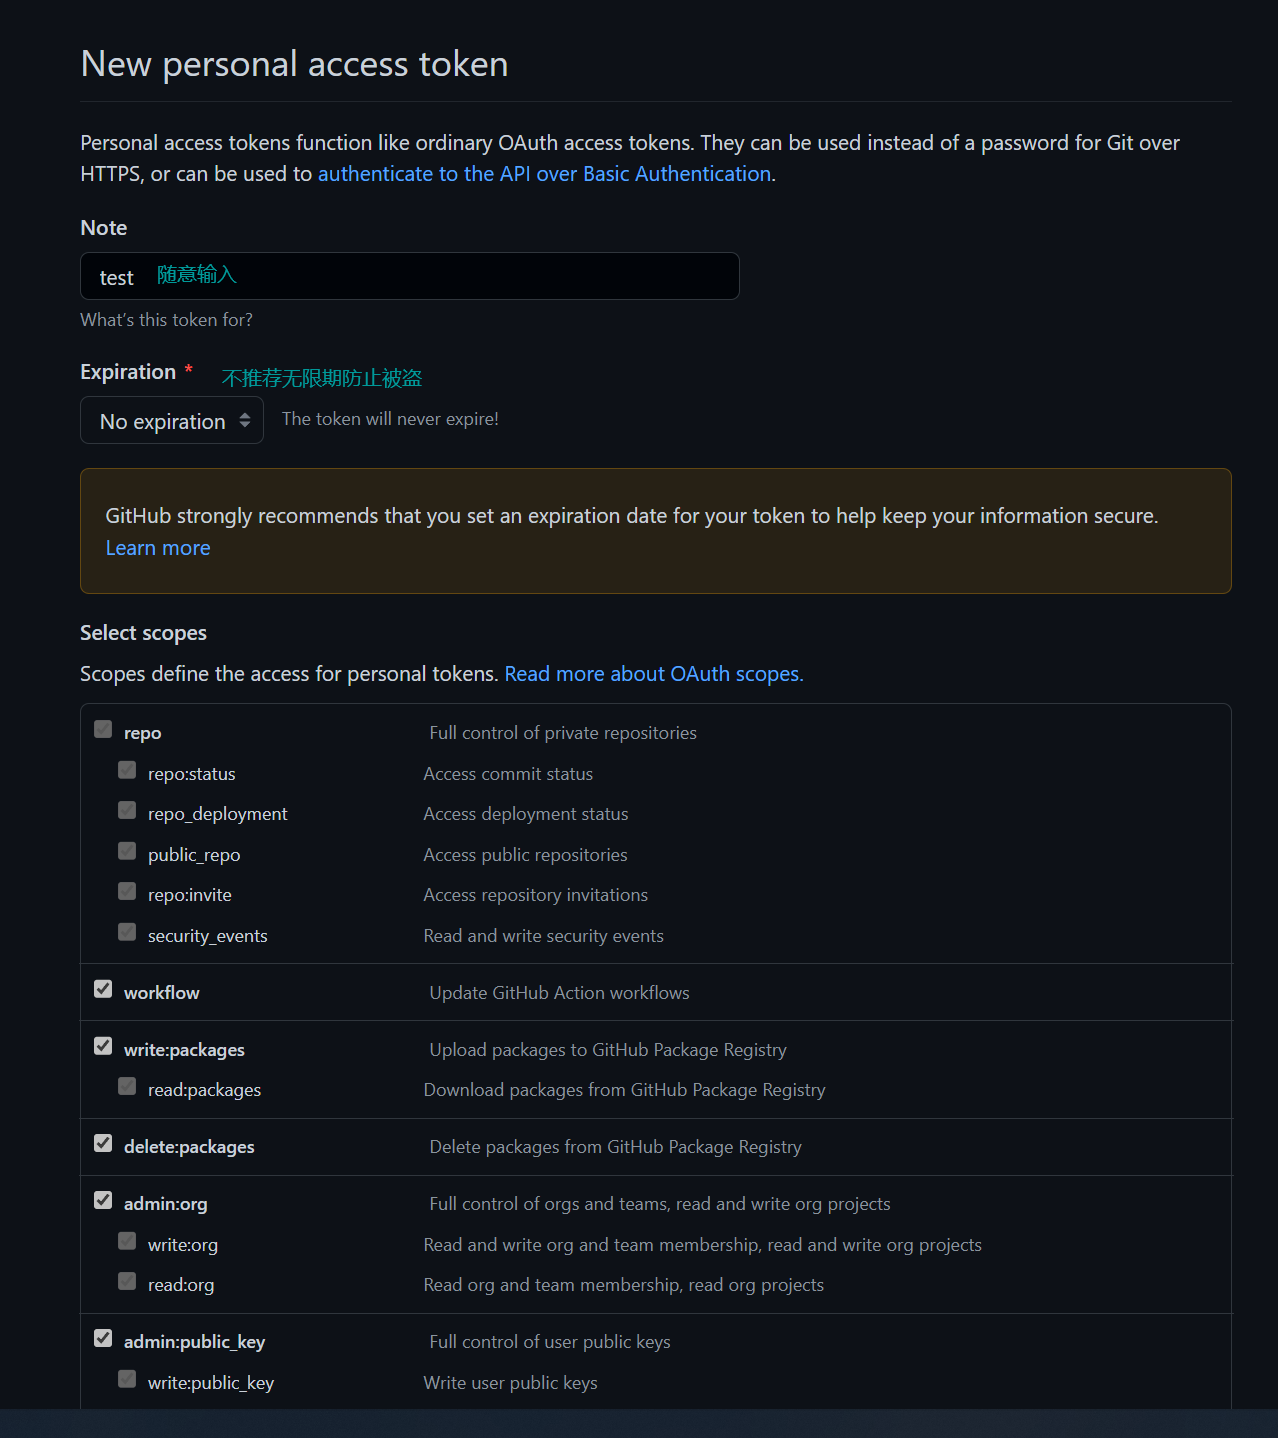 New personal access token
Personal access tokens function like ordinary OAuth access tokens. They can be used instead of a password for Git over
HTTPS, or can be used to authenticate to the API over Basic Authentication.
Note
test 随意输入
What's this token for?
Expiration * 不推荐无限期防止被盗
No expiration The token will never expire!
GitHub strongly recommends that you set an expiration date for your token to help keep your information secure.
Learn more
Select scopes
Scopes define the access for personal tokens. Read more about OAuth scopes.
repo Full control of private repositories
repo:status Access commit status
repo_deployment Access deployment status
public_repo Access public repositories
repo:invite Access repository invitations
security_events Read and write security events
workflow Update GitHub Action workflows
write:packages Upload packages to GitHub Package Registry
read:packages Download packages from GitHub Package Registry
delete:packages Delete packages from GitHub Package Registry
admin:org Full control of orgs and teams, read and write org projects
write:org Read and write org and team membership, read and write org projects
read:org Read org and team membership, read org projects
admin:public_key Full control of user public keys
write:public_key Write user public keys